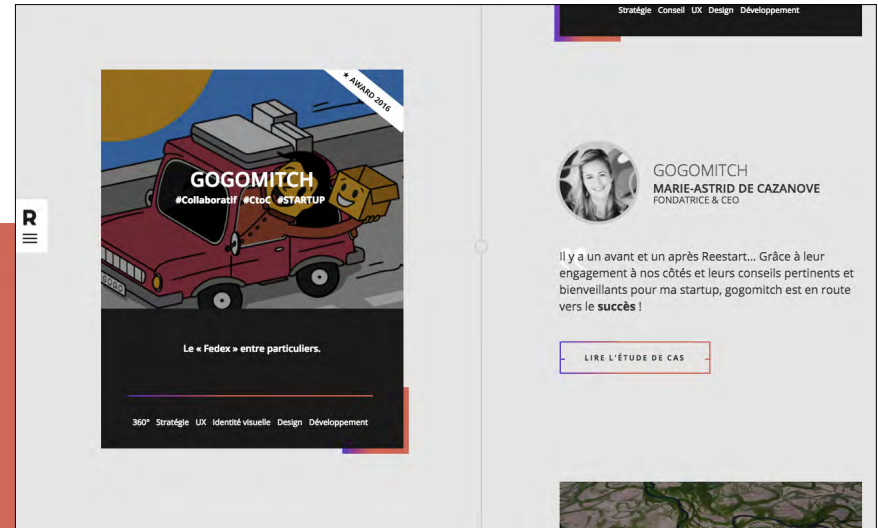 Stratégie Conseil UX Design Développement
★ AWARD 2016
GOGOMITCH
#Collaboratif #CtoC #STARTUP
GOGO
Le « Fedex » entre particuliers.
360° Stratégie UX Identité visuelle Design Développement
R
GOGOMITCH
MARIE-ASTRID DE CAZANOVE
FONDATRICE & CEO
Il y a un avant et un après Reestart... Grâce à leur
engagement à nos côtés et leurs conseils pertinents et
bienveillants pour ma startup, gogomitch est en route
vers le succès !
LIRE L'ÉTUDE DE CAS